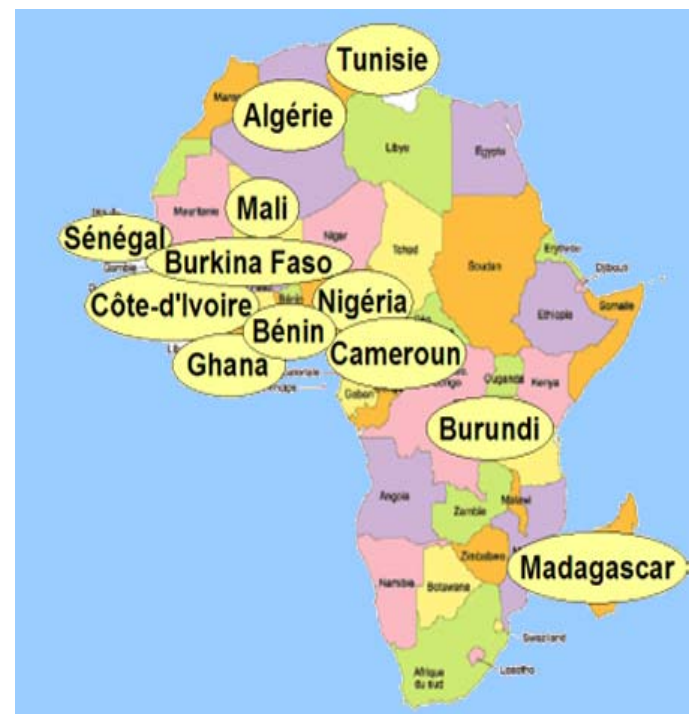 Tunisie
Algérie
Libye
Egypte
Mali
Mauritanie
Niger
Tchad
Sénégal
Gambie
Burkina Faso
Soudan
Erythrée
Djibouti
Somalie
Ethiopie
Côte-d'Ivoire
Bénin
Nigéria
Bénin
Ghana
Cameroun
Gabon
Ouganda
Kenya
Burundi
Angola
Zambie
Malawi
Zimbabwe
Madagascar
Namibie
Botswana
Swaziland
Lesotho
Afrique
du sud